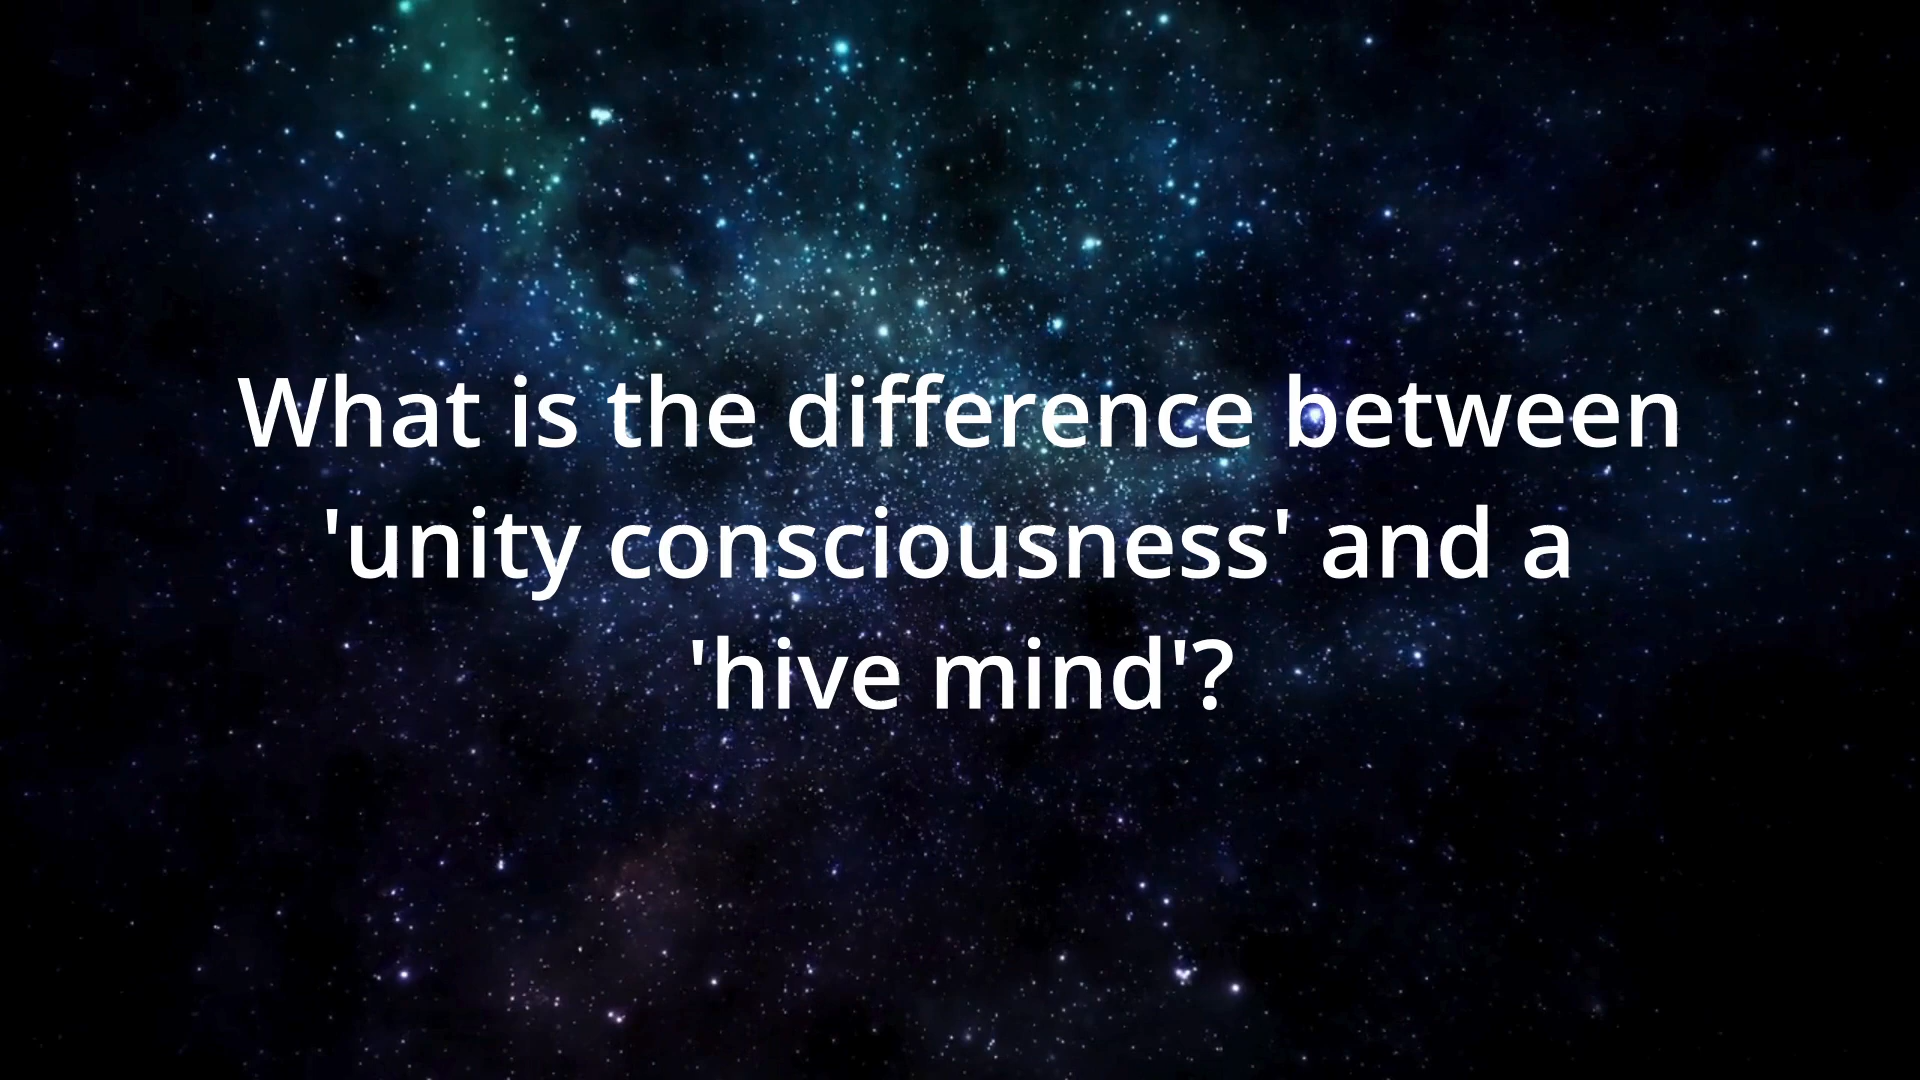 What is the difference between
'unity consciousness' and a
'hive mind'?